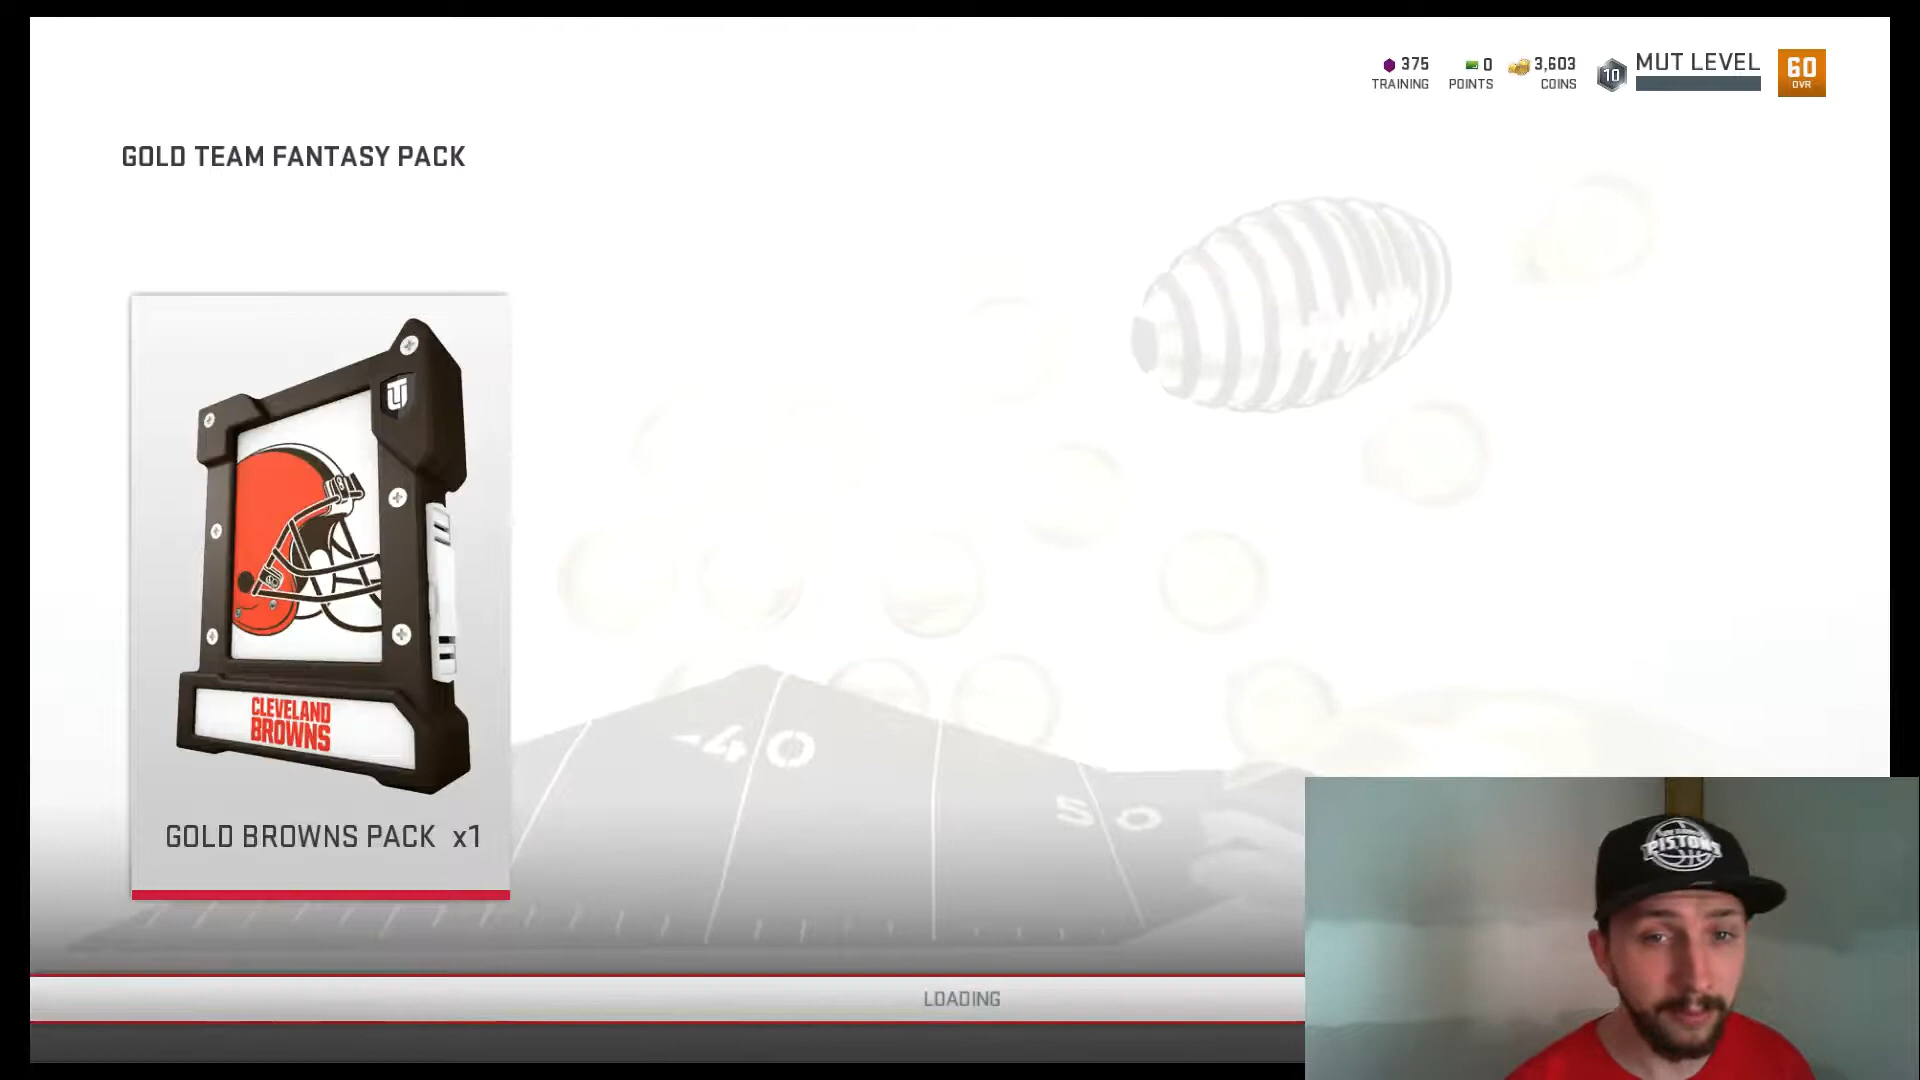 375
TRAINING
0
POINTS
3,603
COINS
10
MUT LEVEL
60
OVR
GOLD TEAM FANTASY PACK
UT
CLEVELAND
BROWNS
GOLD BROWNS PACK x1
40
50
LOADING
PISTONS